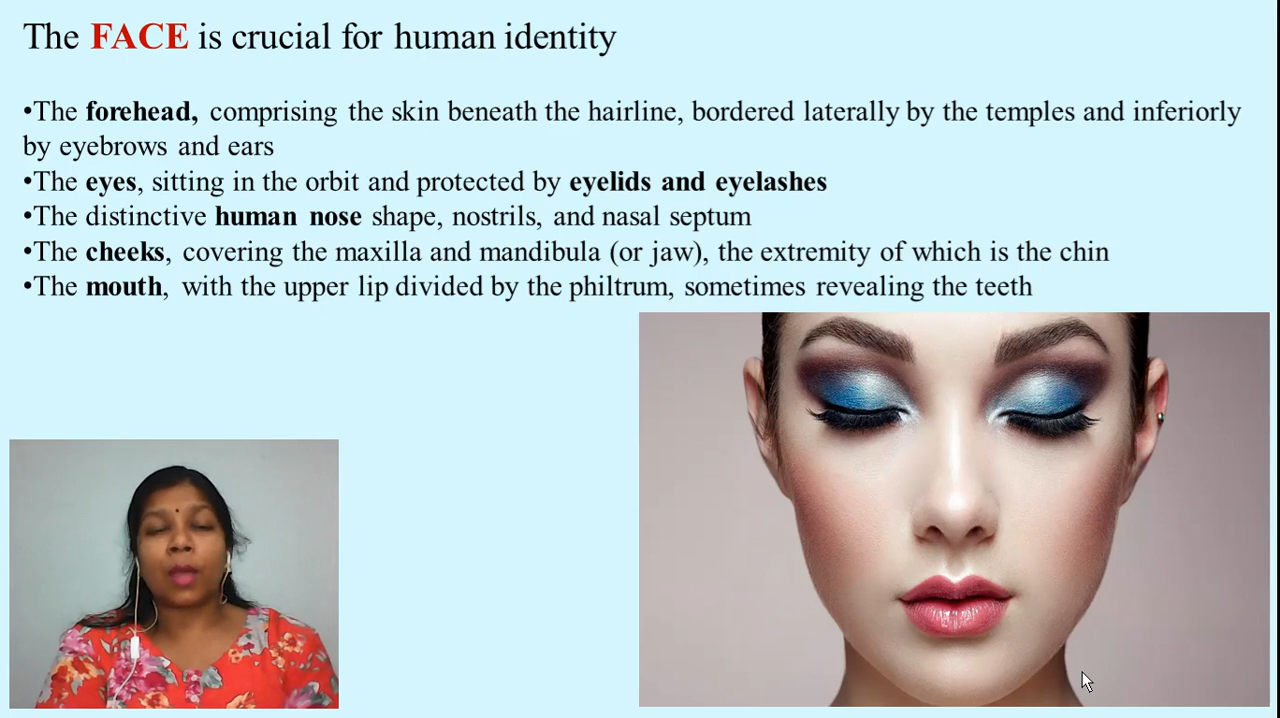 The FACE is crucial for human identity
•The forehead, comprising the skin beneath the hairline, bordered laterally by the temples and inferiorly
by eyebrows and ears
•The eyes, sitting in the orbit and protected by eyelids and eyelashes
•The distinctive human nose shape, nostrils, and nasal septum
•The cheeks, covering the maxilla and mandibula (or jaw), the extremity of which is the chin
•The mouth, with the upper lip divided by the philtrum, sometimes revealing the teeth